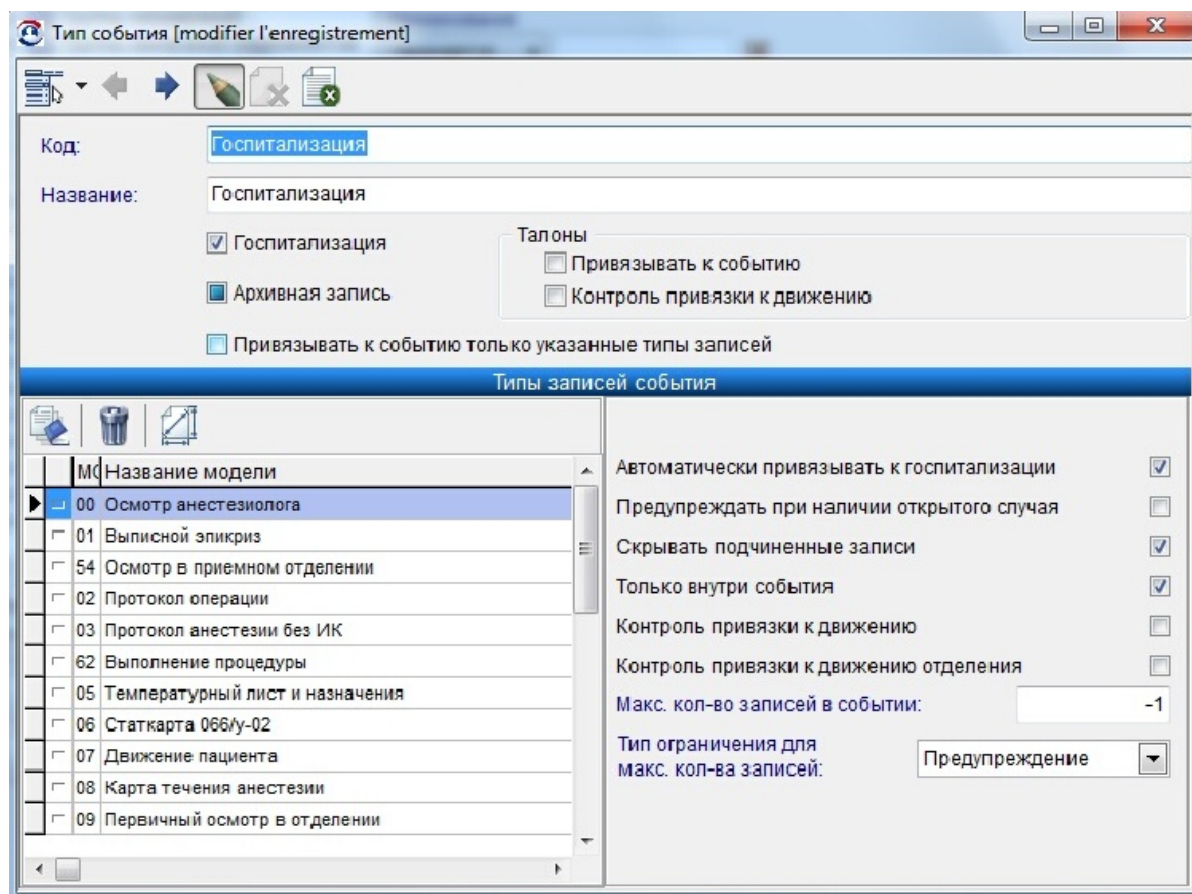 Тип события [modifier l'enregistrement]
Код:
Госпитализация
Название:
Госпитализация
Госпитализация
Талоны
Привязывать к событию
Архивная запись
Контроль привязки к движению
Привязывать к событию только указанные типы записей
Типы записей события
Название модели
00 Осмотр анестезиолога
01 Выписной эпикриз
54 Осмотр в приемном отделении
02 Протокол операции
03 Протокол анестезии без ИК
62 Выполнение процедуры
05 Температурный лист и назначения
06 Статкарта 066/у-02
07 Движение пациента
08 Карта течения анестезии
09 Первичный осмотр в отделении
Автоматически привязывать к госпитализации
Предупреждать при наличии открытого случая
Скрывать подчиненные записи
Только внутри события
Контроль привязки к движению
Контроль привязки к движению отделения
Макс. кол-во записей в событии:
-1
Тип ограничения для
макс. кол-ва записей:
Предупреждение